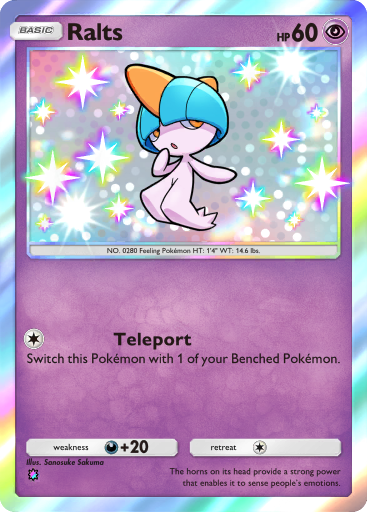 BASIC Ralts HP 60
NO. 0280 Feeling Pokémon HT: 1'4" WT: 14.6 lbs.
Teleport
Switch this Pokémon with 1 of your Benched Pokémon.
weakness +20 retreat
Illus. Sanosuke Sakuma
The horns on its head provide a strong power
that enables it to sense people's emotions.